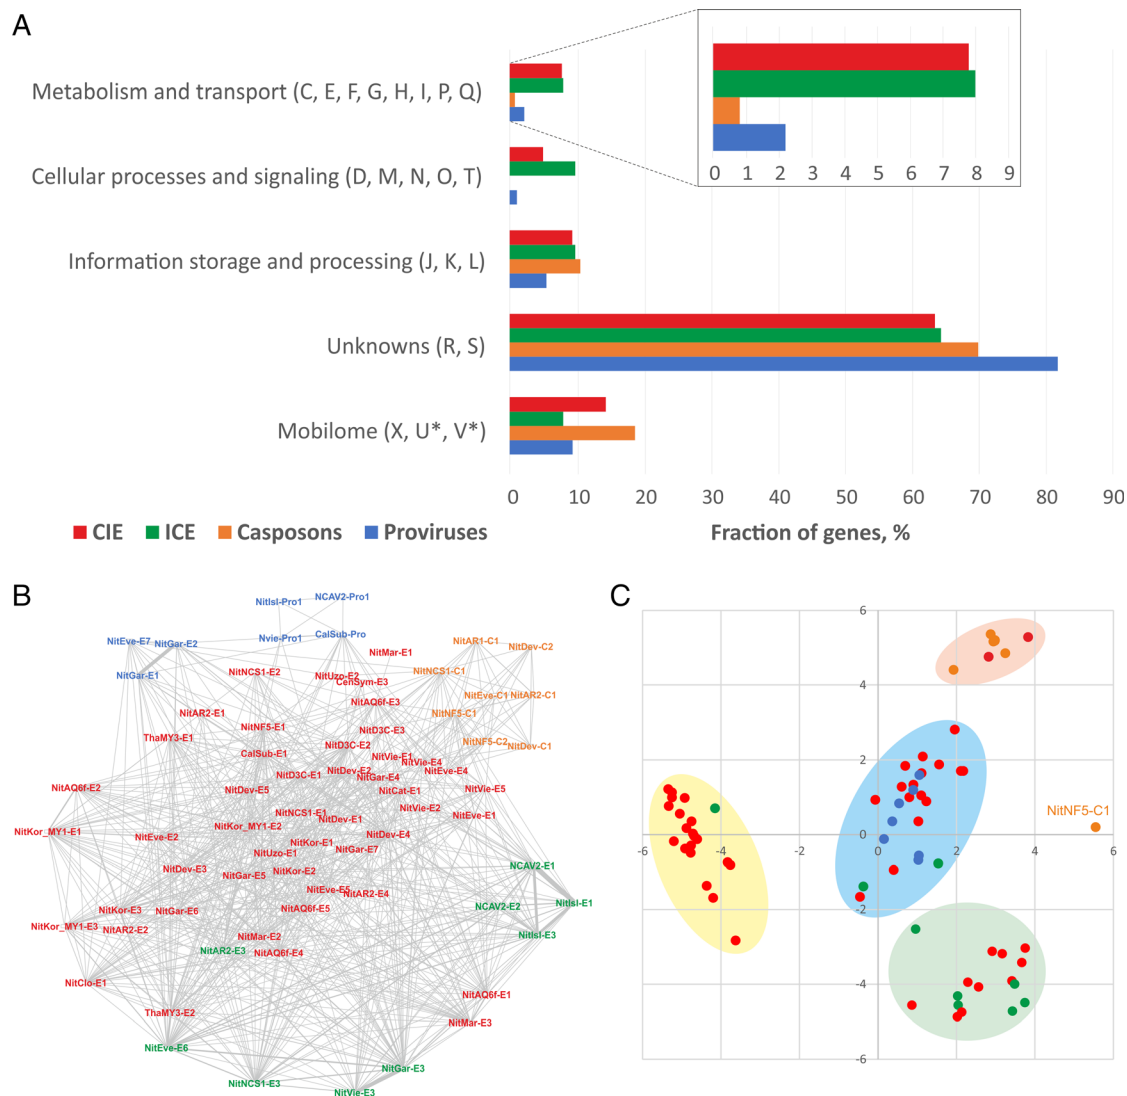 A
Metabolism and transport (C, E, F, G, H, I, P, Q)
0 1 2 3 4 5 6 7 8 9
Cellular processes and signaling (D, M, N, O, T)
Information storage and processing (J, K, L)
Unknowns (R, S)
Mobilome (X, U*, V*)
0 10 20 30 40 50 60 70 80 90
CIE ICE Casposons Proviruses
Fraction of genes, %
B
NitIsI-Pro1
NCAV2-Pro1
NitEve-E7
NitGar-E2
Nvie-Pro1
CalSub-Pro
NitAR1-C1
NitDev-C2
NitMar-E1
NitGar-E1
NitNCS1-E2
NitUzo-E2
CenSym-E3
NitNCS1-C1
NitEve-C1
NitAR2-C1
NitAQ6f-E3
NitAR2-E1
NitNF5-C1
NitNF5-E1
NitD3C-E3
ThaMY3-E1
NitD3C-E2
NitNF5-C2
NitDev-C1
CalSub-E1
NitVie-E1
NitVie-E4
NitD3C-E1
NitDev-E2
NitGar-E4
NitEve-E4
NitAQ6f-E2
NitDev-E5
NitCat-E1
NitVie-E5
NitVie-E2
NitEve-E1
NitNCS1-E1
NitDev-E1
NitKor_MY1-E1
NitKor_MY1-E2
NitEve-E2
NitDev-E4
NitKor-E1
NitGar-E7
NitUzo-E1
NitDev-E3
NitGar-E5
NitKor-E2
NCAV2-E1
NitEve-E5
NitAR2-E4
NitIsI-E1
NCAV2-E2
NitKor-E3
NitGar-E6
NitAQ6f-E5
NitKor_MY1-E3
NitAR2-E2
NitMar-E2
NitIsI-E3
NitAR2-E3
NitAQ6f-E4
NitClo-E1
NitAQ6f-E1
ThaMY3-E2
NitMar-E3
NitEve-E6
NitGar-E3
NitNCS1-E3
NitVie-E3
C
6
4
2
NitNF5-C1
0
-6 -4 -2 0 2 4 6
-2
-4
-6